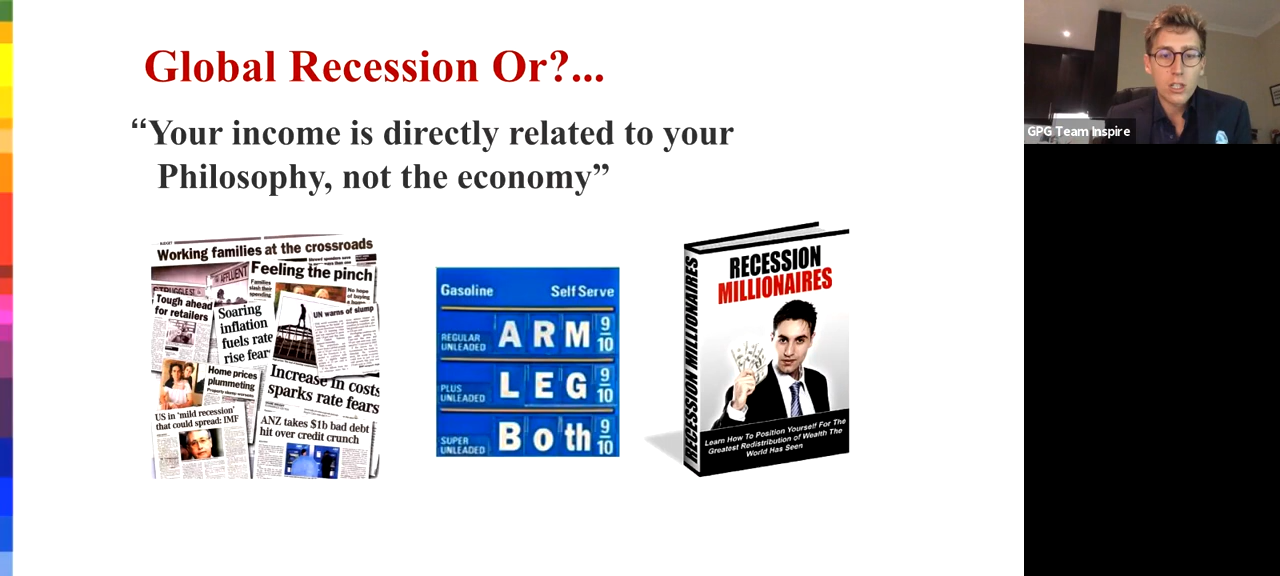 Global Recession Or?...
“Your income is directly related to your
Philosophy, not the economy”
Working families at the crossroads
Feeling the pinch
Tough ahead
for retailers
Soaring
inflation
fuels rate
rise fear
UN warns of slump
Home prices
plummeting
Increase in costs
sparks rate fears
US in 'mild recession'
that could spread: IMF
ANZ takes $1b bad debt
hit over credit crunch
Gasoline Self Serve
REGULAR
UNLEADED
ARM 9/10
PLUS
UNLEADED
LEG 9/10
SUPER
UNLEADED
Both 9/10
RECESSION MILLIONAIRES
RECESSION
MILLIONAIRES
Learn How To Position Yourself For The
Greatest Redistribution of Wealth The
World Has Seen
GPG Team Inspire